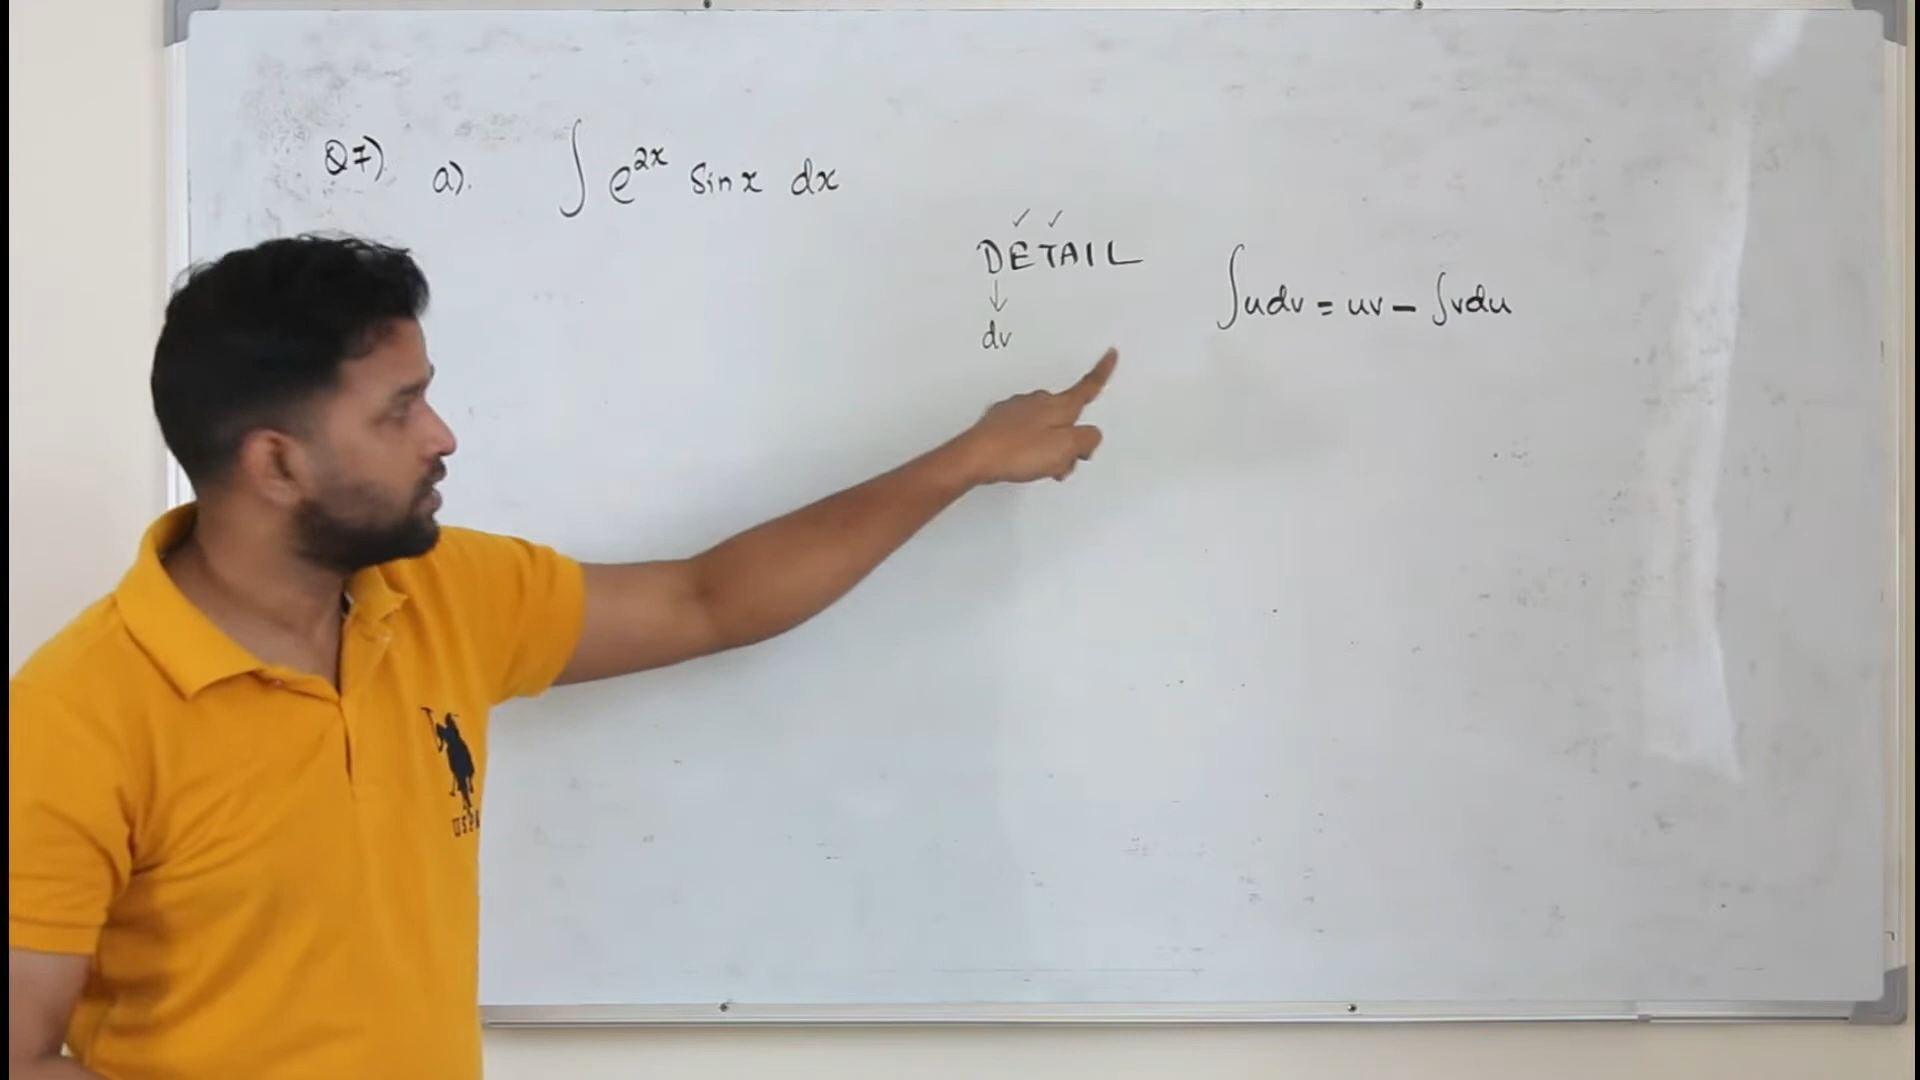 Q7). a). ∫ e^{2x} sin x dx
✓ ✓
DETAIL
↓
dv
∫udv = uv − ∫vdu